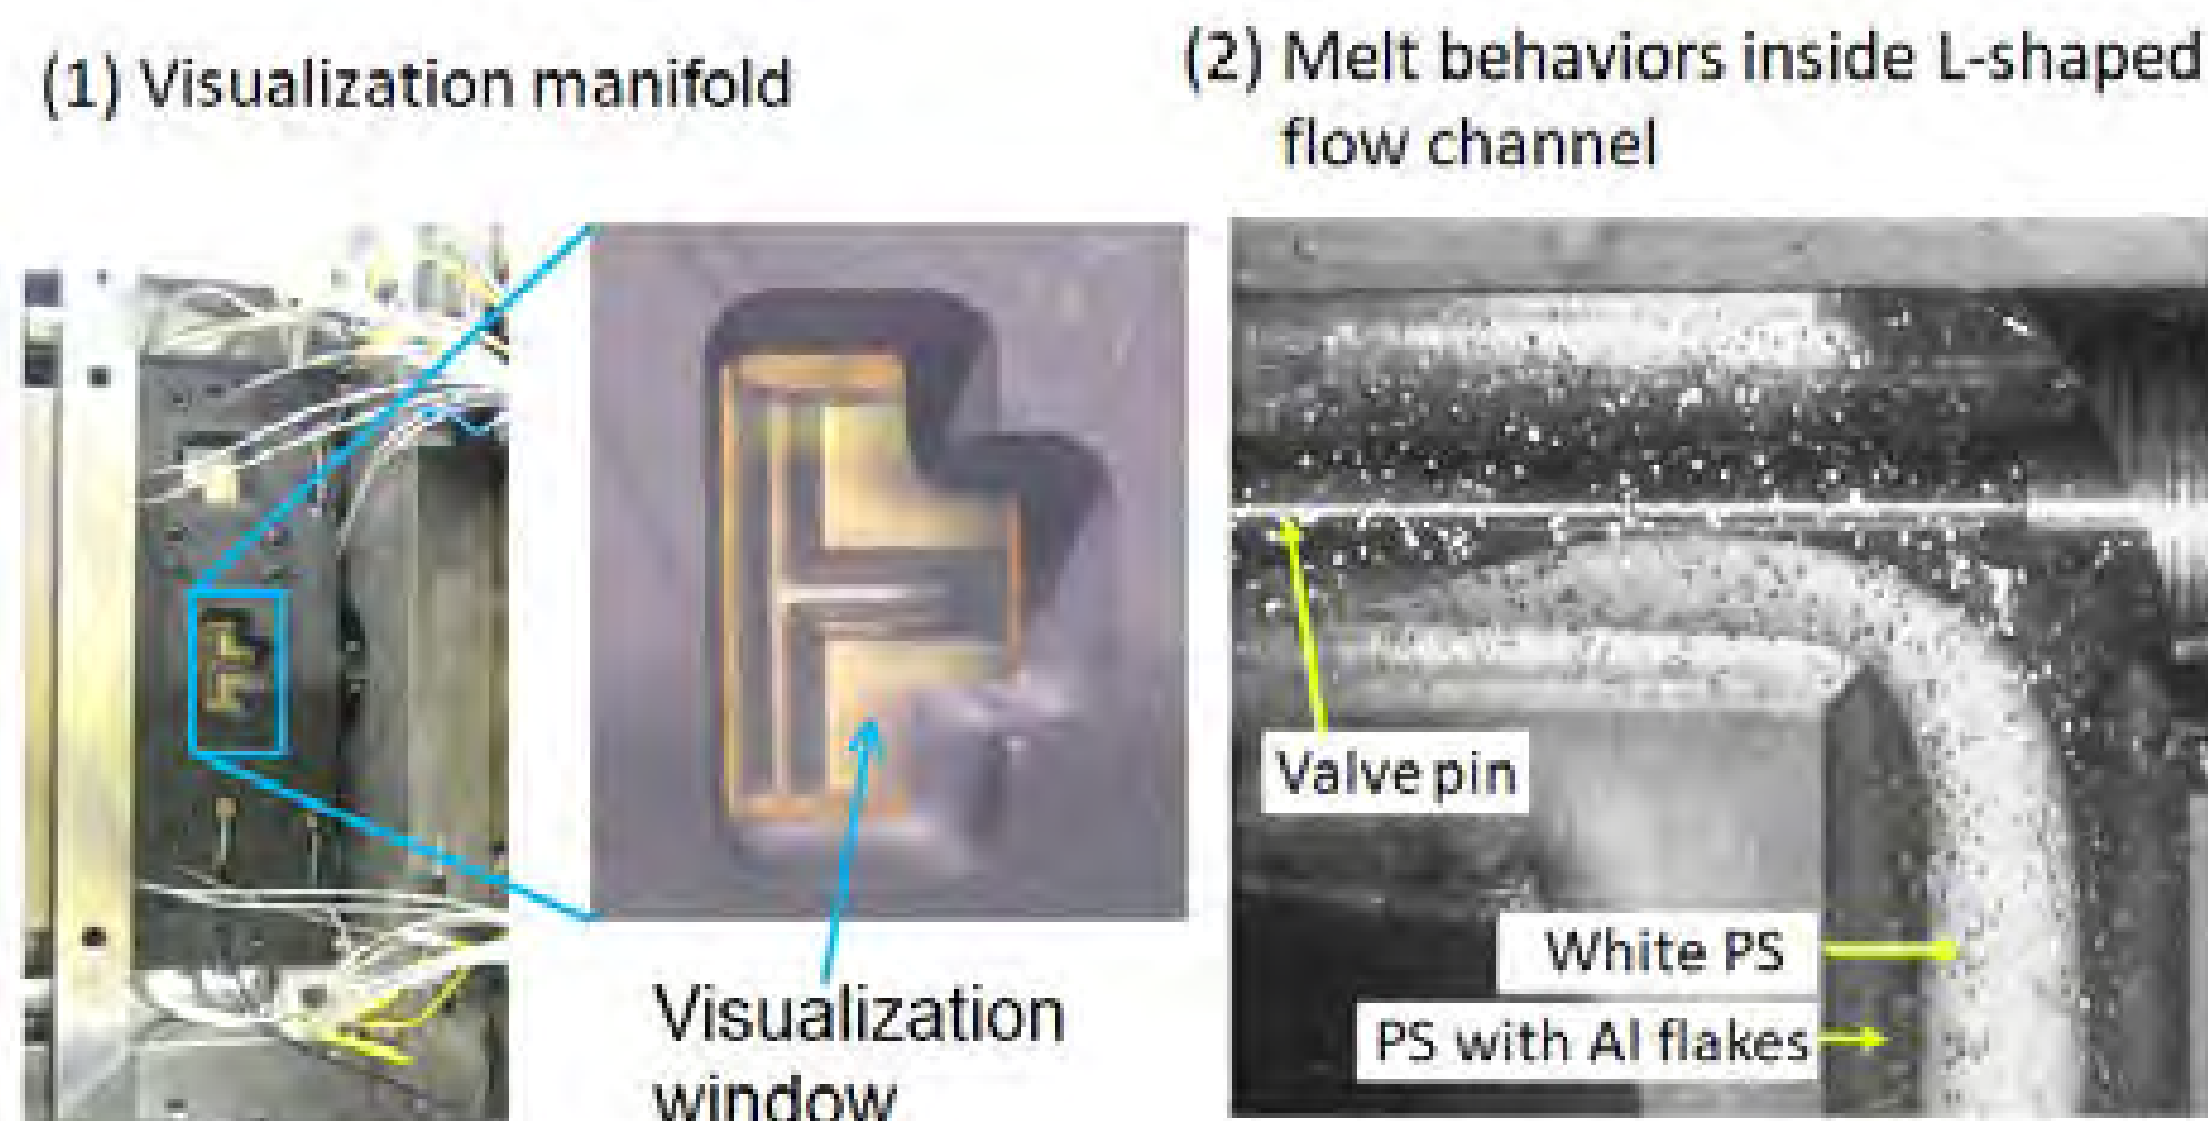 (1) Visualization manifold
(2) Melt behaviors inside L-shaped
flow channel
Valve pin
White PS
PS with Al flakes
Visualization
window